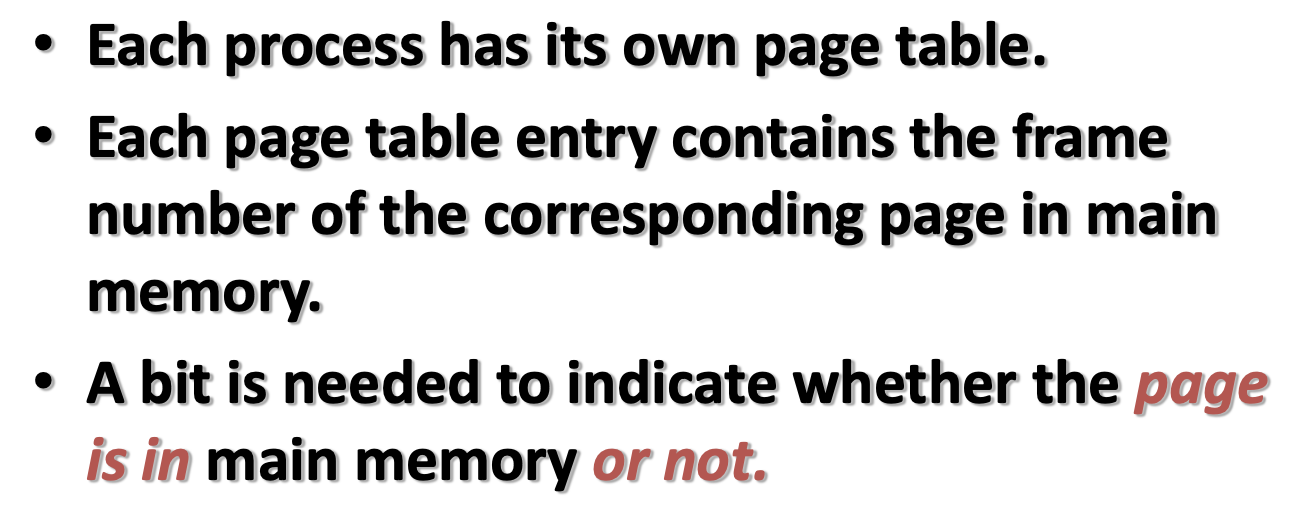 • Each process has its own page table.
• Each page table entry contains the frame
number of the corresponding page in main
memory.
• A bit is needed to indicate whether the page
is in main memory or not.